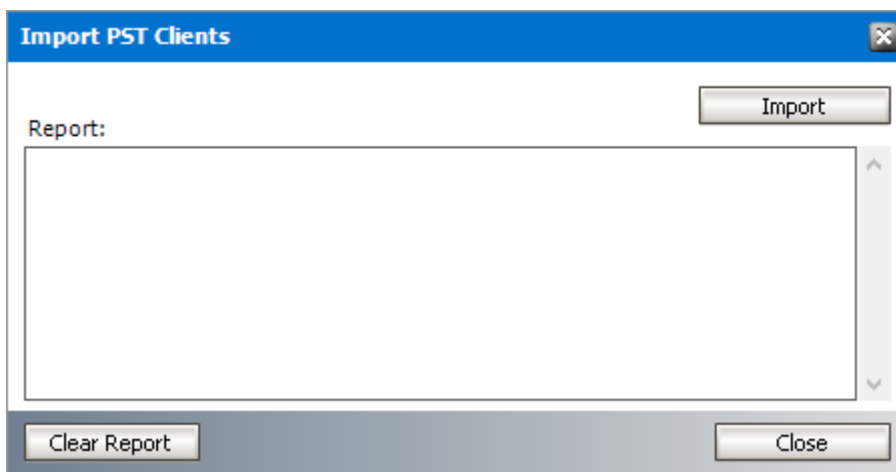 Import PST Clients
Import
Report:
Clear Report
Close